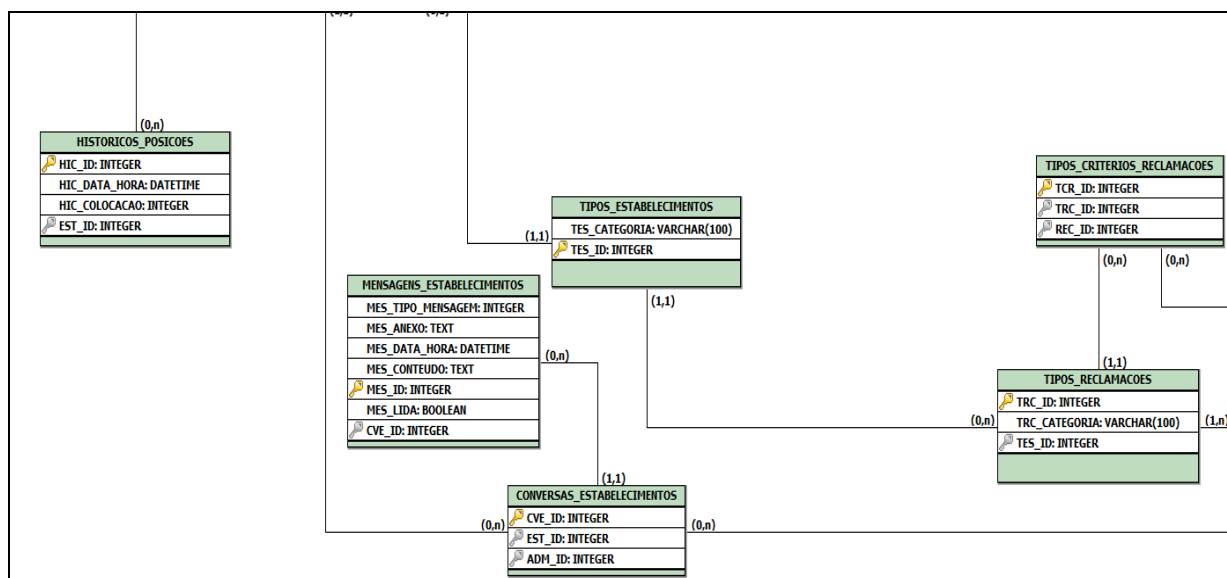 (0,n)
HISTORICOS_POSICOES
HIC_ID: INTEGER
HIC_DATA_HORA: DATETIME
HIC_COLOCACAO: INTEGER
EST_ID: INTEGER
(1,1)
TIPOS_ESTABELECIMENTOS
TES_CATEGORIA: VARCHAR(100)
TES_ID: INTEGER
(1,1)
MENSAGENS_ESTABELECIMENTOS
MES_TIPO_MENSAGEM: INTEGER
MES_ANEXO: TEXT
MES_DATA_HORA: DATETIME
MES_CONTEUDO: TEXT
MES_ID: INTEGER
MES_LIDA: BOOLEAN
CVE_ID: INTEGER
(0,n)
(1,1)
CONVERSAS_ESTABELECIMENTOS
CVE_ID: INTEGER
EST_ID: INTEGER
ADM_ID: INTEGER
(0,n)
(0,n)
TIPOS_CRITERIOS_RECLAMACOES
TCR_ID: INTEGER
TRC_ID: INTEGER
REC_ID: INTEGER
(0,n)
(0,n)
(1,1)
TIPOS_RECLAMACOES
TRC_ID: INTEGER
TRC_CATEGORIA: VARCHAR(100)
TES_ID: INTEGER
(0,n)
(1,n)